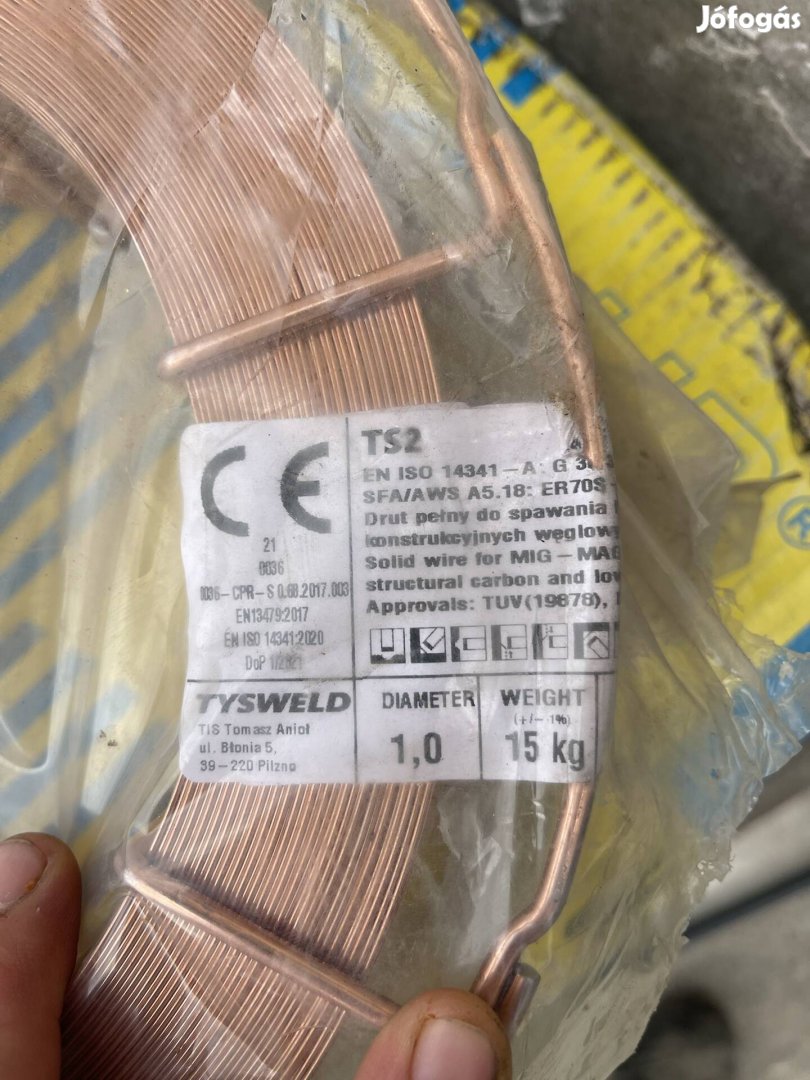 Jófogás
CE
21
0036
0036-CPR-S 0.68.2017.003
EN13479:2017
EN ISO 14341:2020
DoP 1/2021
TS2
EN ISO 14341-A: G
SFA/AWS A5.18: ER70S
Drut pełny do spawania
konstrukcyjnych węglowy
Solid wire for MIG-MAG
structural carbon and lo
Approvals: TUV(19878),
TYSWELD
TIS Tomasz Anioł
ul. Błonia 5,
39-220 Pilzno
DIAMETER
1,0
WEIGHT
(+/- 1%)
15 kg